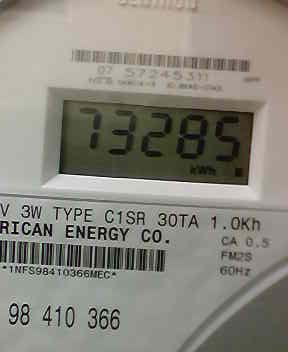 07 57245311
73285
kWh
V 3W TYPE C1SR 30TA 1.0Kh
RICAN ENERGY CO.
CA 0.5
FM2S
60Hz
*1NFS98410366MEC*
98 410 366